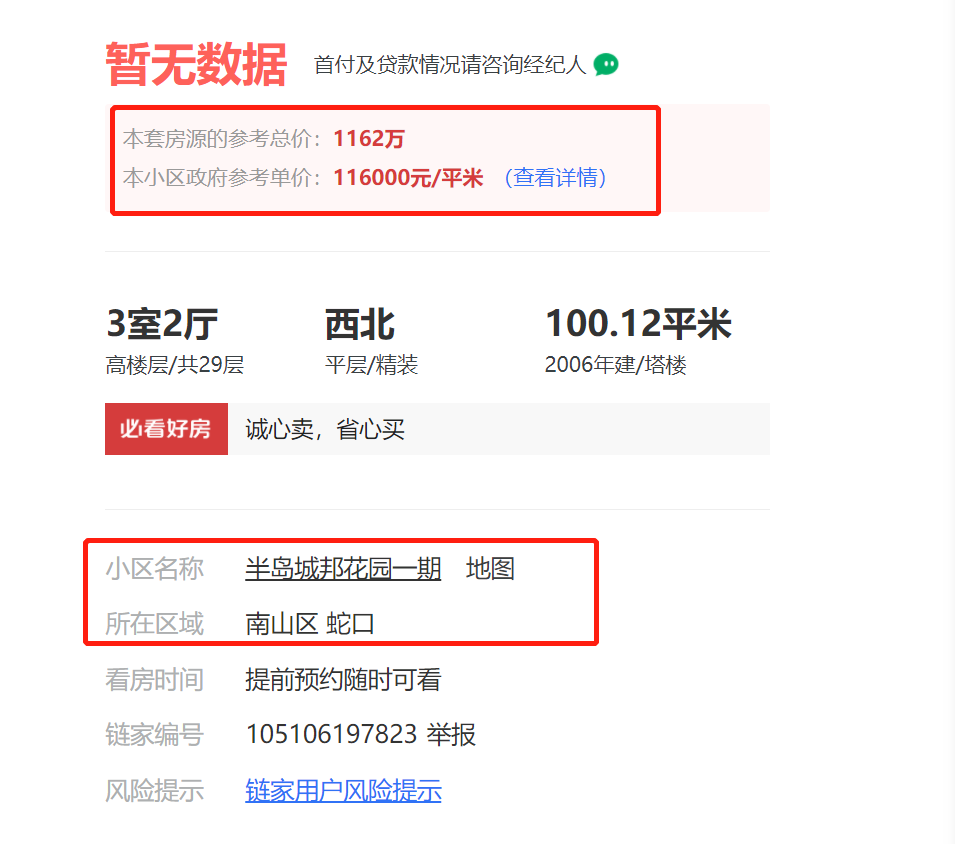 暂无数据 首付及贷款情况请咨询经纪人
本套房源的参考总价：1162万
本小区政府参考单价：116000元/平米 （查看详情）
3室2厅 西北 100.12平米
高楼层/共29层 平层/精装 2006年建/塔楼
必看好房 诚心卖，省心买
小区名称 半岛城邦花园一期 地图
所在区域 南山区 蛇口
看房时间 提前预约随时可看
链家编号 105106197823 举报
风险提示 链家用户风险提示